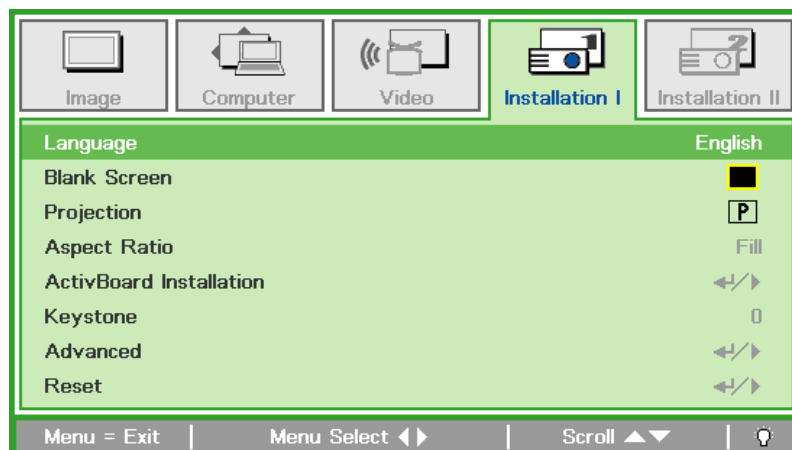 Image Computer Video Installation I Installation II
Language English
Blank Screen
Projection P
Aspect Ratio Fill
ActivBoard Installation
Keystone 0
Advanced
Reset
Menu = Exit Menu Select Scroll